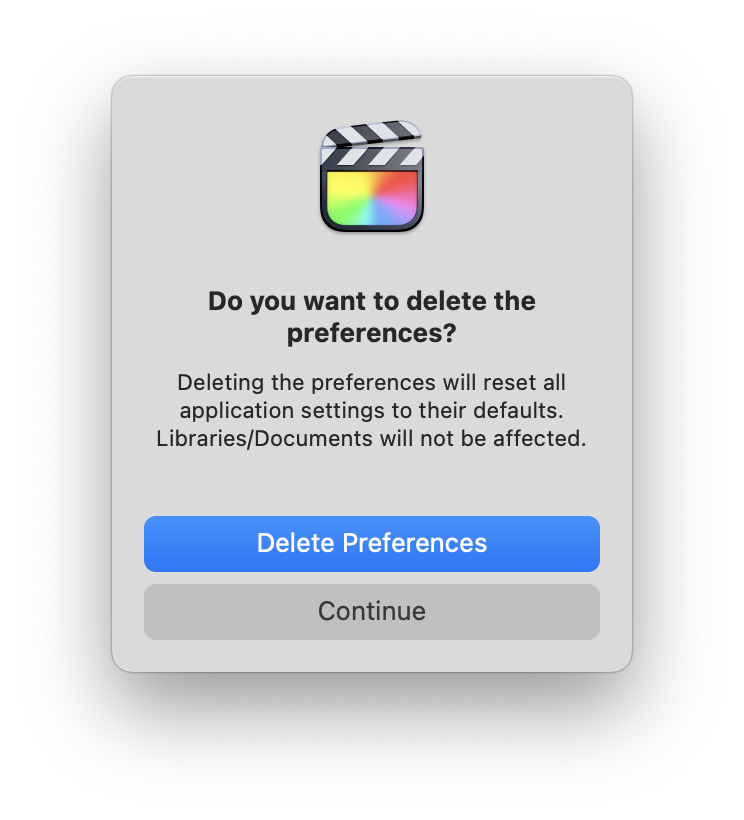 Do you want to delete the
preferences?
Deleting the preferences will reset all
application settings to their defaults.
Libraries/Documents will not be affected.
Delete Preferences
Continue